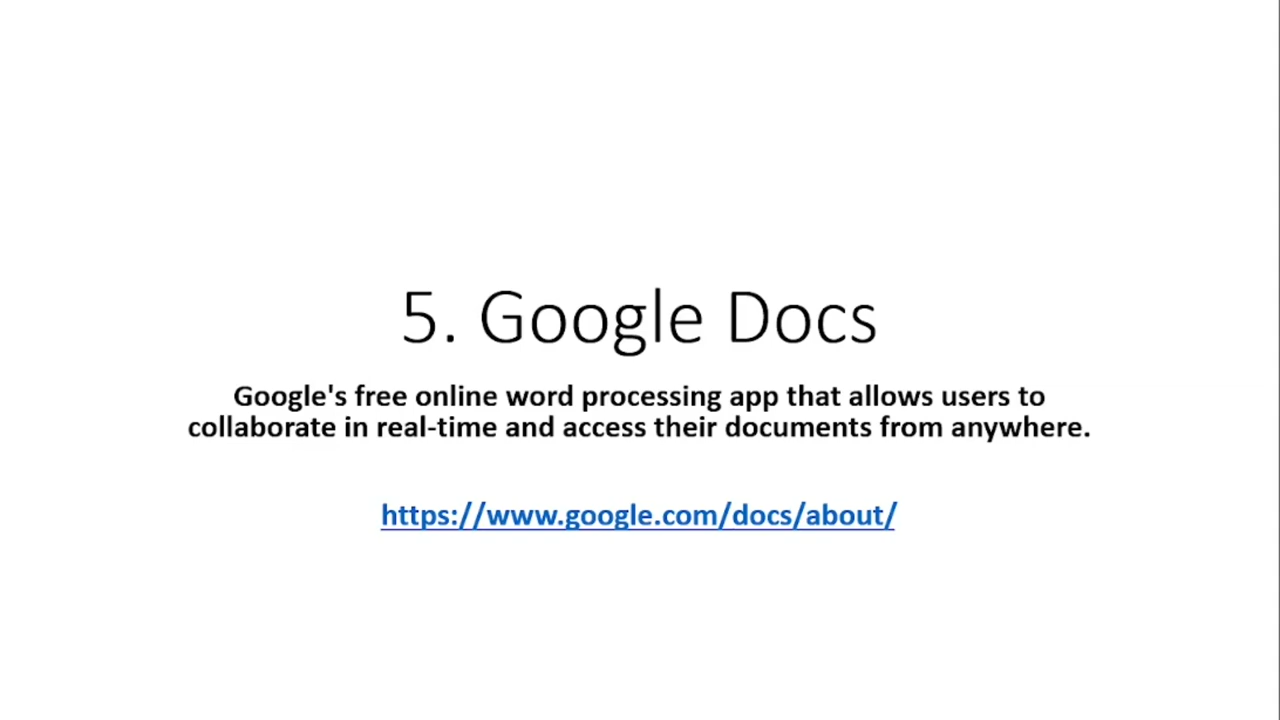 5. Google Docs
Google's free online word processing app that allows users to
collaborate in real-time and access their documents from anywhere.
https://www.google.com/docs/about/